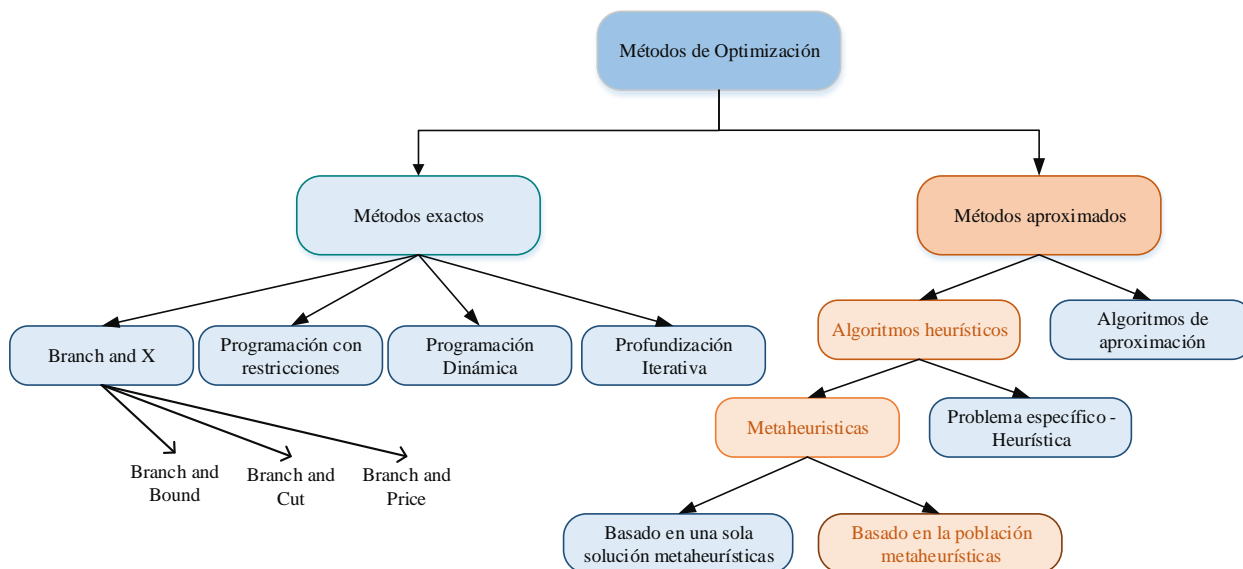 Métodos de Optimización
Métodos exactos
Métodos aproximados
Branch and X
Programación con
restricciones
Programación
Dinámica
Profundización
Iterativa
Algoritmos heurísticos
Algoritmos de
aproximación
Branch and
Bound
Branch and
Cut
Branch and
Price
Metaheuristicas
Problema específico -
Heurística
Basado en una sola
solución metaheurísticas
Basado en la población
metaheurísticas